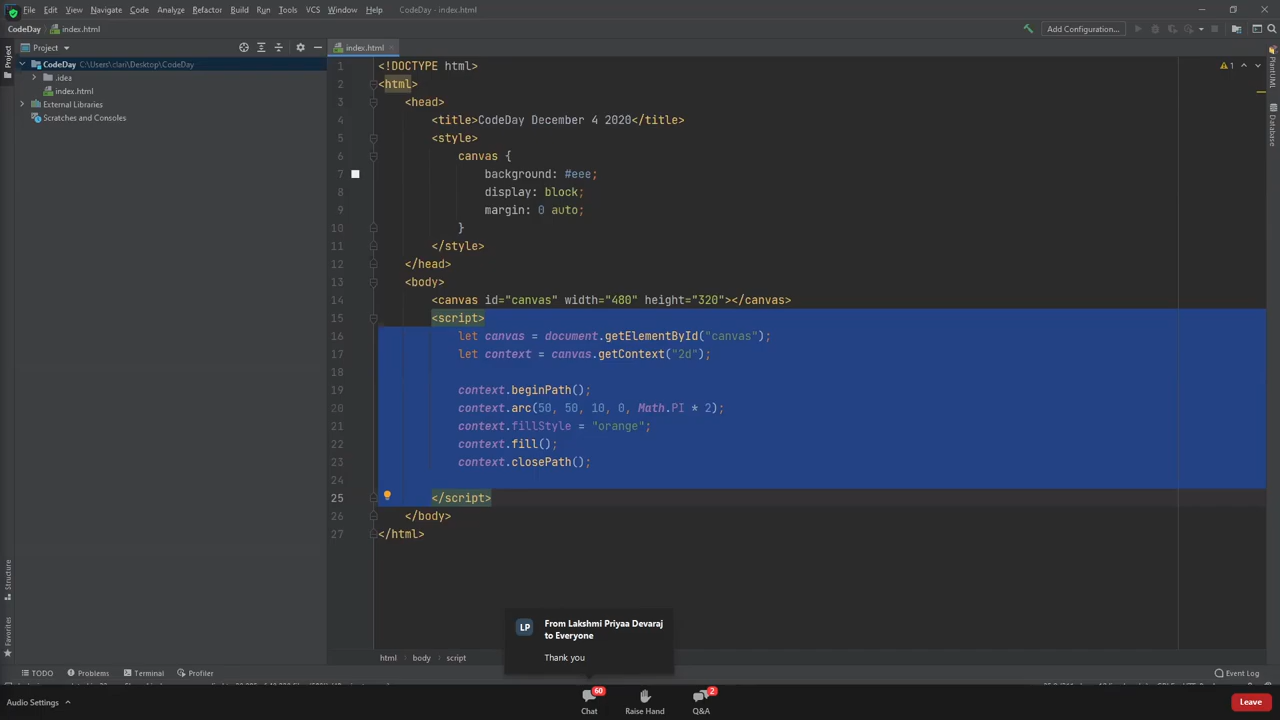 File Edit View Navigate Code Analyze Refactor Build Run Tools VCS Window Help CodeDay - index.html
CodeDay index.html Add Configuration...
Project index.html
CodeDay C:\Users\clari\Desktop\CodeDay
.idea
index.html
External Libraries
Scratches and Consoles
Project
Structure
Favorites
1 <!DOCTYPE html>
2 <html>
3 <head>
4 <title>CodeDay December 4 2020</title>
5 <style>
6 canvas {
7 background: #eee;
8 display: block;
9 margin: 0 auto;
10 }
11 </style>
12 </head>
13 <body>
14 <canvas id="canvas" width="480" height="320"></canvas>
15 <script>
16 let canvas = document.getElementById("canvas");
17 let context = canvas.getContext("2d");
18
19 context.beginPath();
20 context.arc(50, 50, 10, 0, Math.PI * 2);
21 context.fillStyle = "orange";
22 context.fill();
23 context.closePath();
24
25 </script>
26 </body>
27 </html>
1
PlantUML
Database
LP From Lakshmi Priyaa Devaraj
to Everyone
Thank you
html body script
TODO Problems Terminal Profiler Event Log
60 2
Audio Settings Chat Raise Hand Q&A Leave